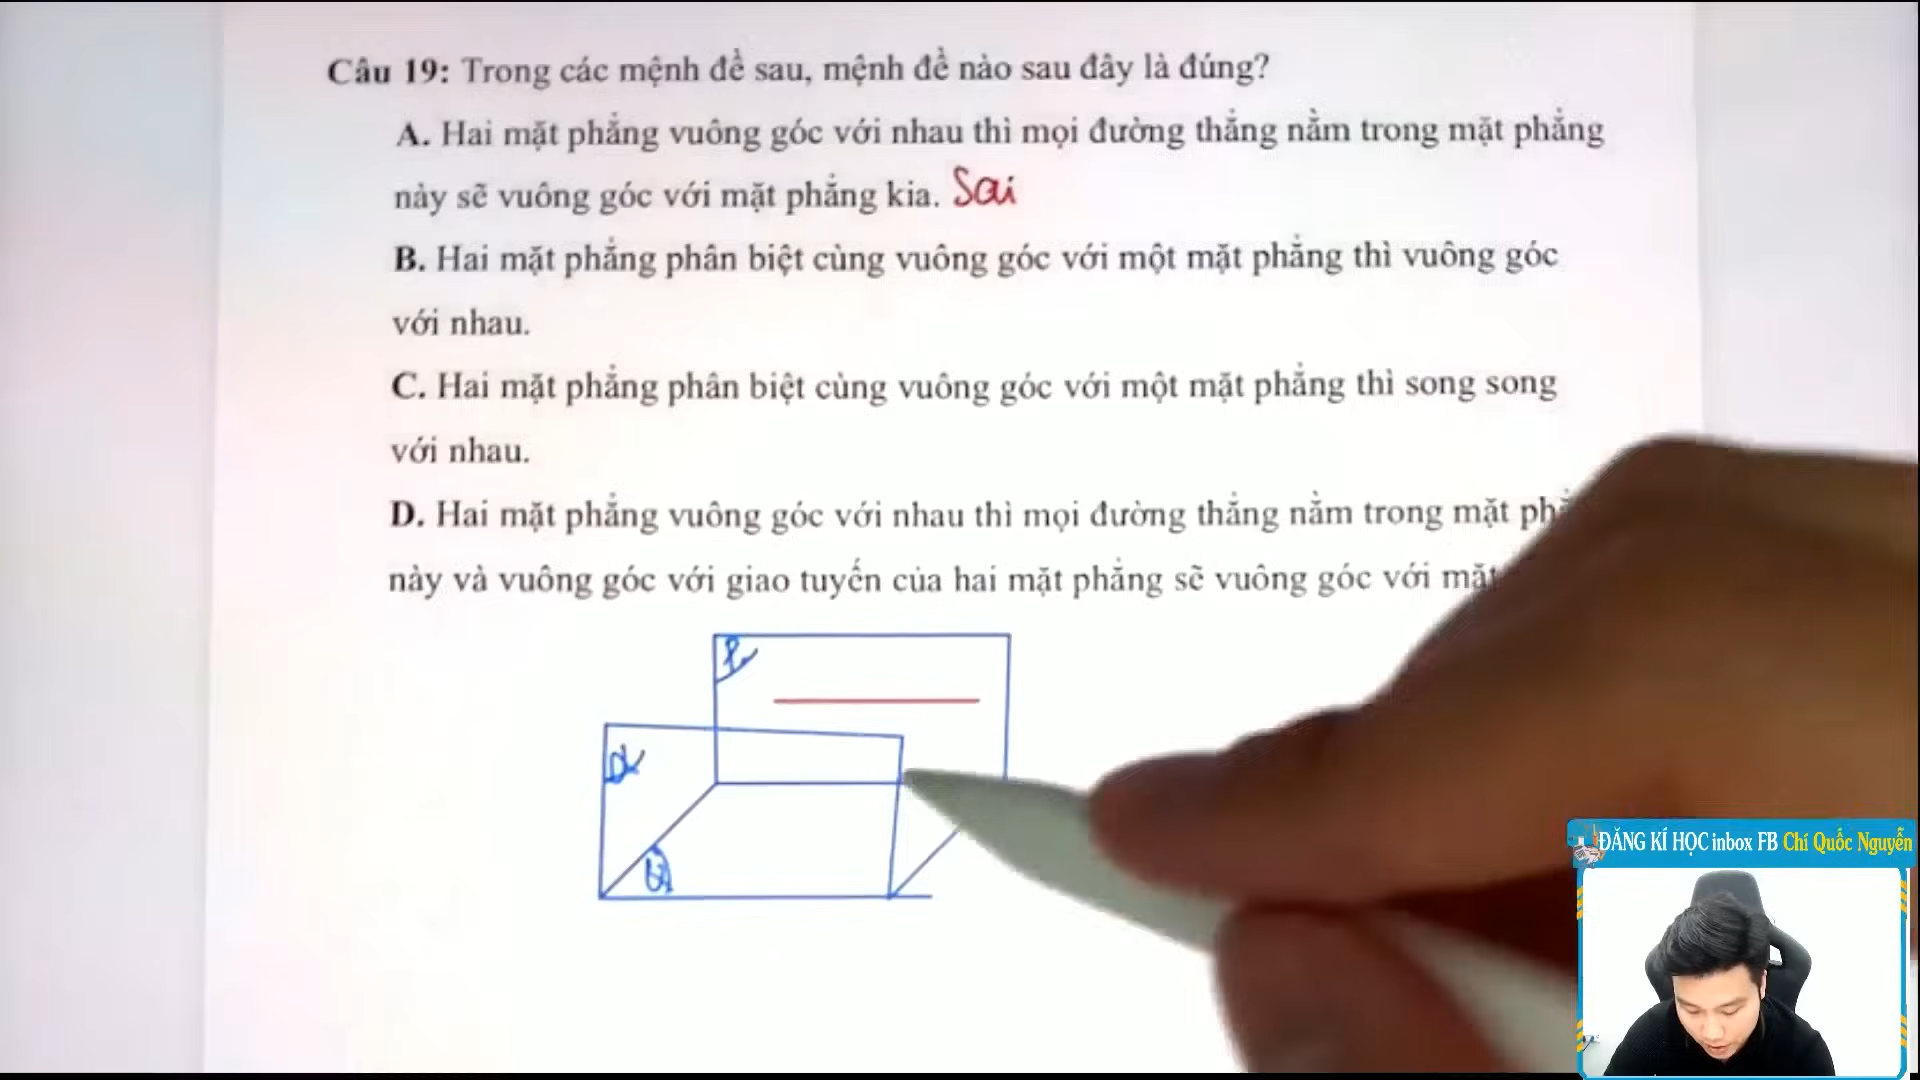 Câu 19: Trong các mệnh đề sau, mệnh đề nào sau đây là đúng?
A. Hai mặt phẳng vuông góc với nhau thì mọi đường thẳng nằm trong mặt phẳng
này sẽ vuông góc với mặt phẳng kia. Sai
B. Hai mặt phẳng phân biệt cùng vuông góc với một mặt phẳng thì vuông góc
với nhau.
C. Hai mặt phẳng phân biệt cùng vuông góc với một mặt phẳng thì song song
với nhau.
D. Hai mặt phẳng vuông góc với nhau thì mọi đường thẳng nằm trong mặt
này và vuông góc với giao tuyến của hai mặt phẳng sẽ vuông góc với mặt
α
ĐĂNG KÍ HỌC inbox FB Chí Quốc Nguyễn